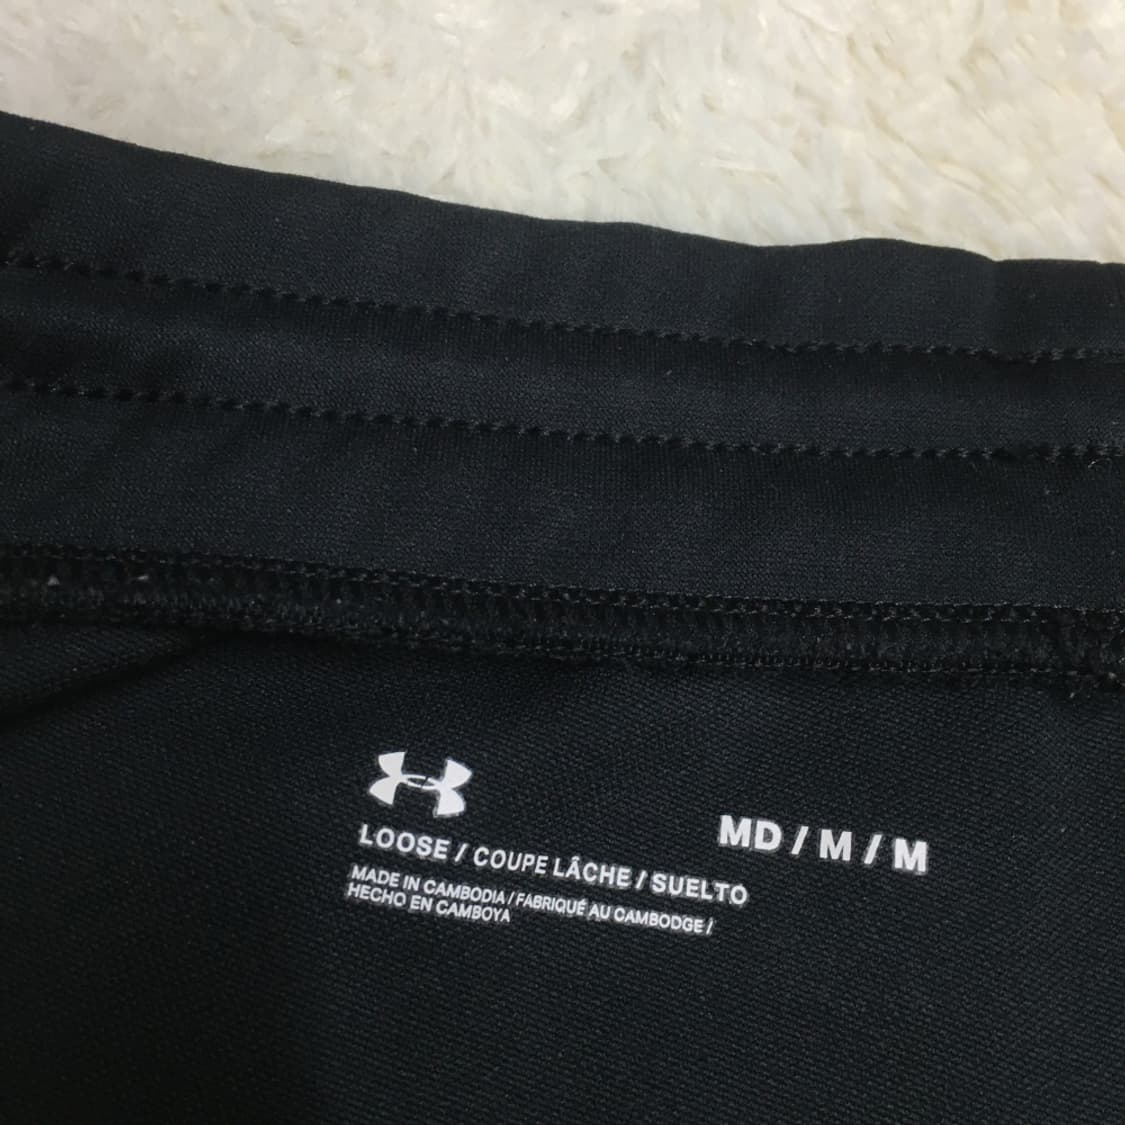 LOOSE / COUPE LÂCHE / SUELTO
MD / M / M
MADE IN CAMBODIA / FABRIQUÉ AU CAMBODGE /
HECHO EN CAMBOYA